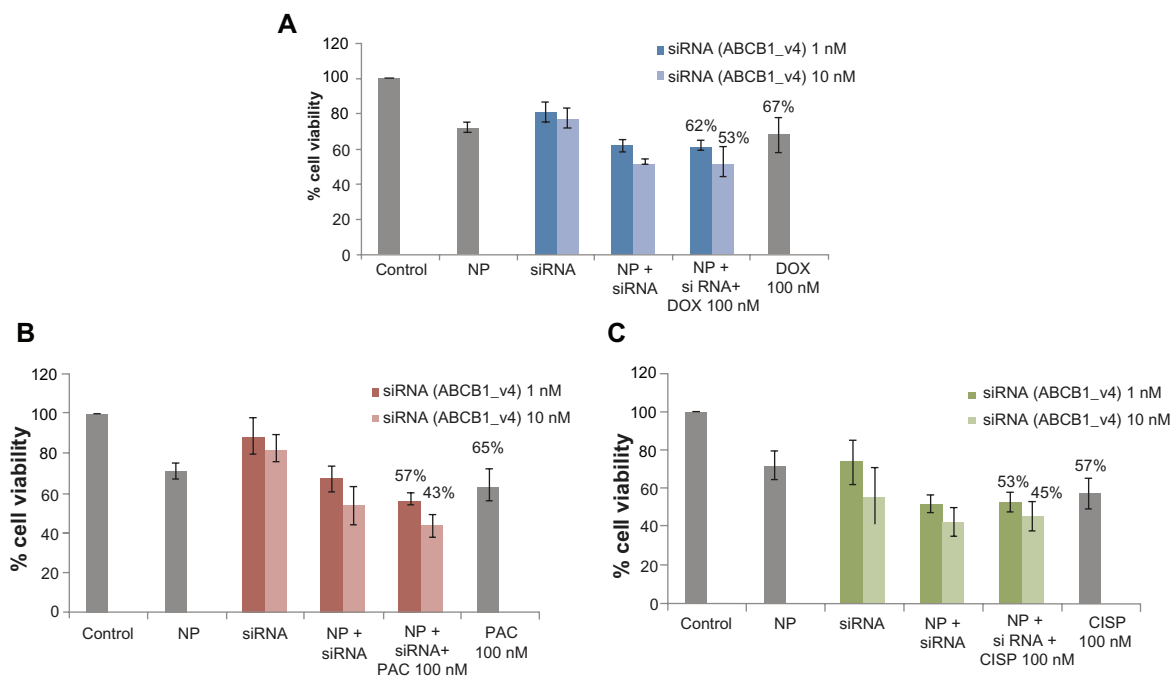 A
siRNA (ABCB1_v4) 1 nM
siRNA (ABCB1_v4) 10 nM
% cell viability
120
100
80
60
40
20
0
62%
53%
67%
Control
NP
siRNA
NP +
siRNA
NP +
si RNA+
DOX 100 nM
DOX
100 nM
B
siRNA (ABCB1_v4) 1 nM
siRNA (ABCB1_v4) 10 nM
% cell viability
120
100
80
60
40
20
0
57%
43%
65%
Control
NP
siRNA
NP +
siRNA
NP +
siRNA+
PAC 100 nM
PAC
100 nM
C
siRNA (ABCB1_v4) 1 nM
siRNA (ABCB1_v4) 10 nM
% cell viability
120
100
80
60
40
20
0
53%
45%
57%
Control
NP
siRNA
NP +
siRNA
NP +
si RNA +
CISP 100 nM
CISP
100 nM